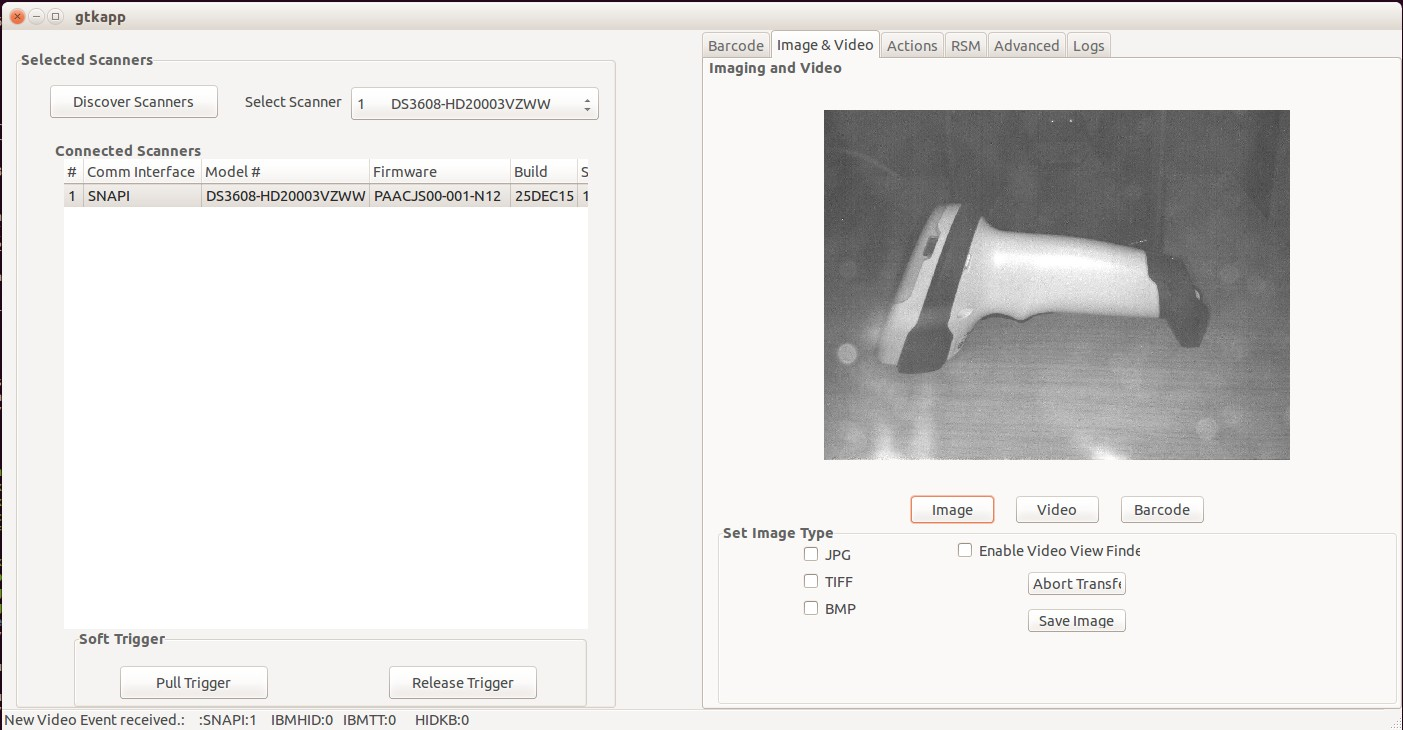 gtkapp
Selected Scanners
Discover Scanners Select Scanner 1 DS3608-HD20003VZWW
Connected Scanners
# Comm Interface Model # Firmware Build S
1 SNAPI DS3608-HD20003VZWW PAACJS00-001-N12 25DEC15 1
Soft Trigger
Pull Trigger Release Trigger
Barcode Image & Video Actions RSM Advanced Logs
Imaging and Video
Image Video Barcode
Set Image Type
JPG Enable Video View Finde
TIFF Abort Transfe
BMP Save Image
New Video Event received.: :SNAPI:1 IBMHID:0 IBMTT:0 HIDKB:0